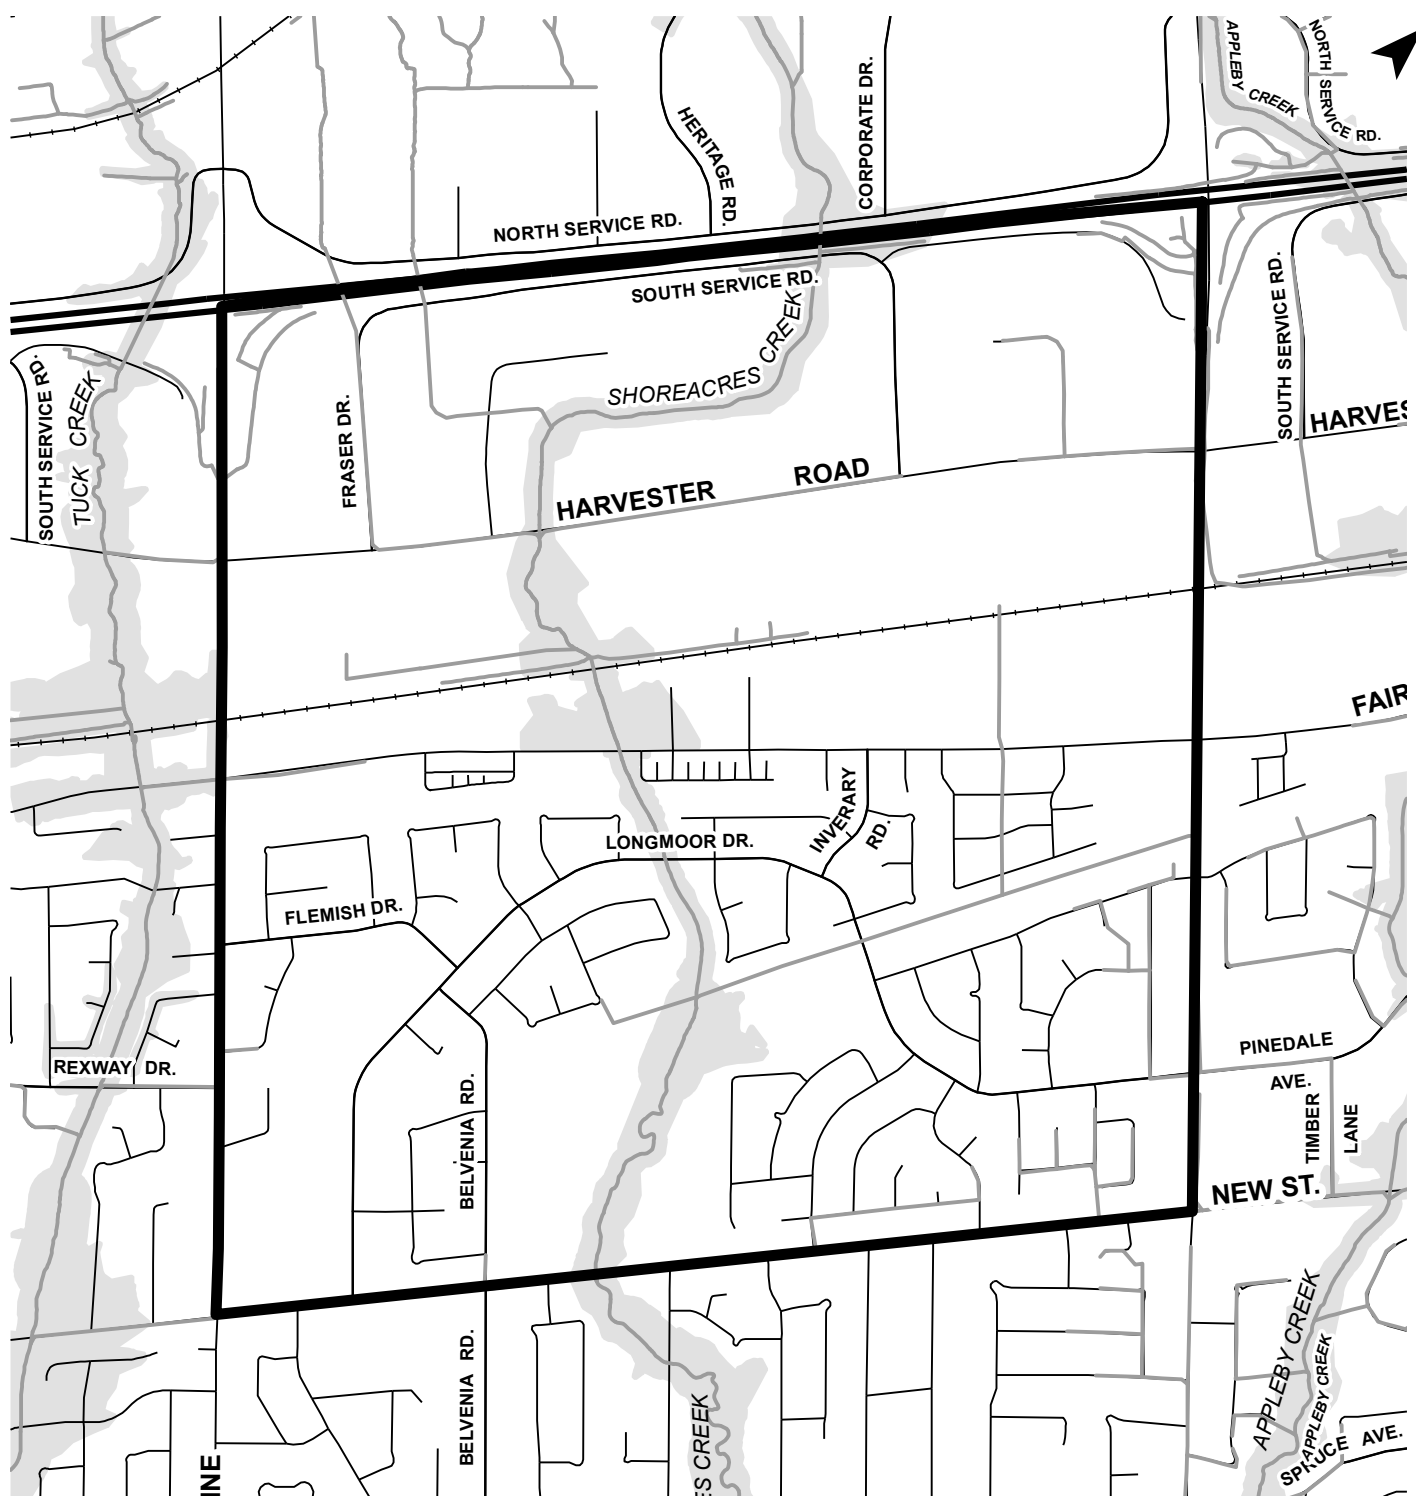 APPLEBY
CREEK
NORTH SERVICE RD.
CORPORATE DR.
HERITAGE RD.
NORTH SERVICE RD.
SOUTH SERVICE RD.
SOUTH SERVICE RD.
SHOREACRES CREEK
SOUTH SERVICE RD.
TUCK CREEK
FRASER DR.
HARVES
HARVESTER ROAD
FAIR
INVERARY
RD.
LONGMOOR DR.
FLEMISH DR.
REXWAY DR.
PINEDALE
AVE.
TIMBER
LANE
BELVENIA RD.
NEW ST.
APPLEBY CREEK
APPLEBY CREEK
BELVENIA RD.
ES CREEK
SPRUCE AVE.
INE